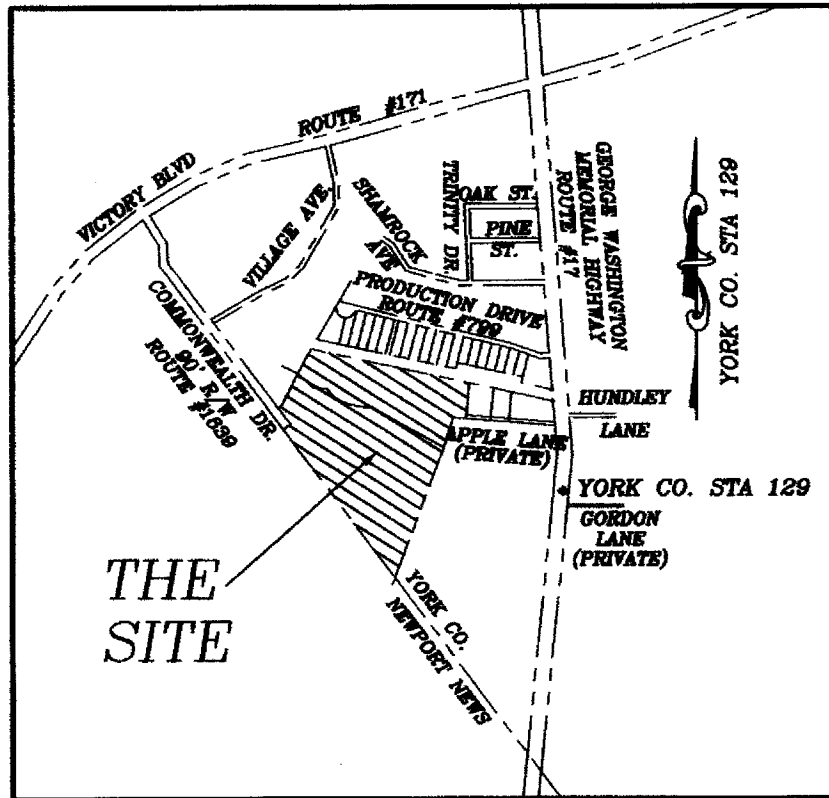 ROUTE #171
VICTORY BLVD
VILLAGE AVE.
SHAMROCK
AVE
TRINITY DR.
OAK ST.
PINE
ST.
GEORGE WASHINGTON
MEMORIAL HIGHWAY
ROUTE #17
YORK CO. STA 129
PRODUCTION DRIVE
ROUTE #799
COMMONWEALTH DR.
90' R/W
ROUTE #1639
HUNDLEY
LANE
APPLE LANE
(PRIVATE)
YORK CO. STA 129
GORDON
LANE
(PRIVATE)
THE
SITE
YORK CO.
NEWPORT NEWS